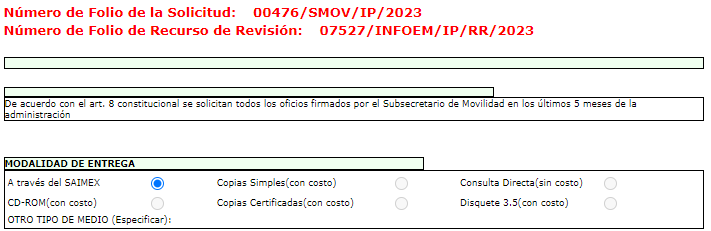 Número de Folio de la Solicitud: 00476/SMOV/IP/2023
Número de Folio de Recurso de Revisión: 07527/INFOEM/IP/RR/2023
De acuerdo con el art. 8 constitucional se solicitan todos los oficios firmados por el Subsecretario de Movilidad en los últimos 5 meses de la
administración
MODALIDAD DE ENTREGA
A través del SAIMEX Copias Simples(con costo) Consulta Directa(sin costo)
CD-ROM(con costo) Copias Certificadas(con costo) Disquete 3.5(con costo)
OTRO TIPO DE MEDIO (Especificar):